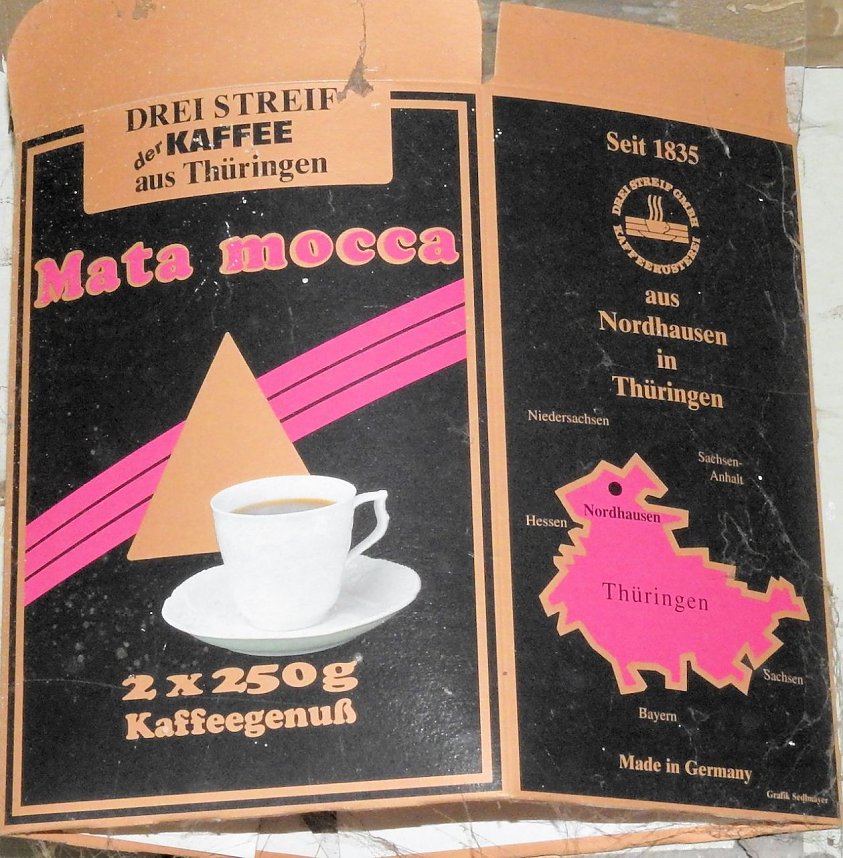 DREI STREIF
der KAFFEE
aus Thüringen
Mata mocca
2 x 250 g
Kaffeegenuß
Seit 1835
DREI STREIF GMBH
KAFFEERÖSTEREI
aus
Nordhausen
in
Thüringen
Niedersachsen
Sachsen-
Anhalt
Hessen
Nordhausen
Thüringen
Sachsen
Bayern
Made in Germany
Grafik Sedlmayer